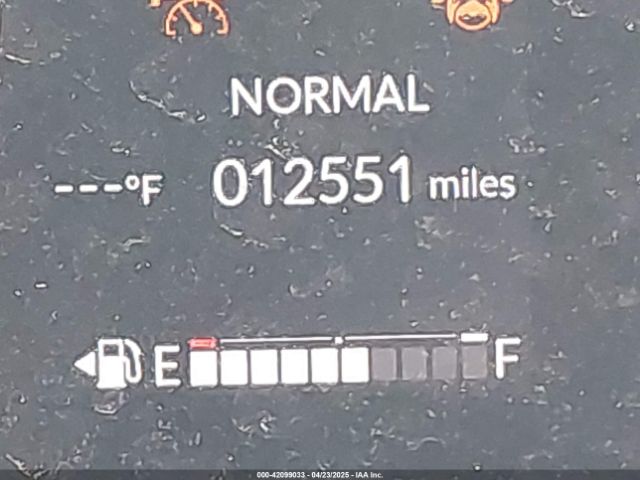 NORMAL
---°F 012551 miles
E F
000-42099033 - 04/23/2025 - IAA Inc.